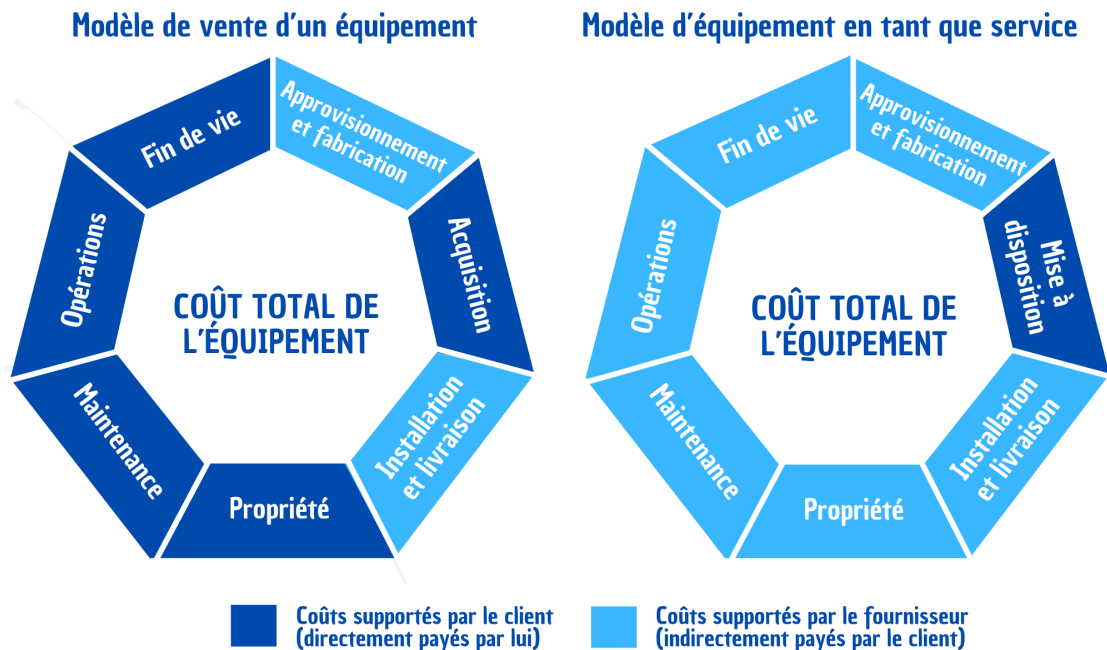 Modèle de vente d'un équipement
Fin de vie
Approvisionnement
et fabrication
Acquisition
Installation
et livraison
Propriété
Maintenance
Opérations
COÛT TOTAL DE
L'ÉQUIPEMENT
Modèle d'équipement en tant que service
Fin de vie
Approvisionnement
et fabrication
Mise à
disposition
Installation
et livraison
Propriété
Maintenance
Opérations
COÛT TOTAL DE
L'ÉQUIPEMENT
Coûts supportés par le client
(directement payés par lui)
Coûts supportés par le fournisseur
(indirectement payés par le client)